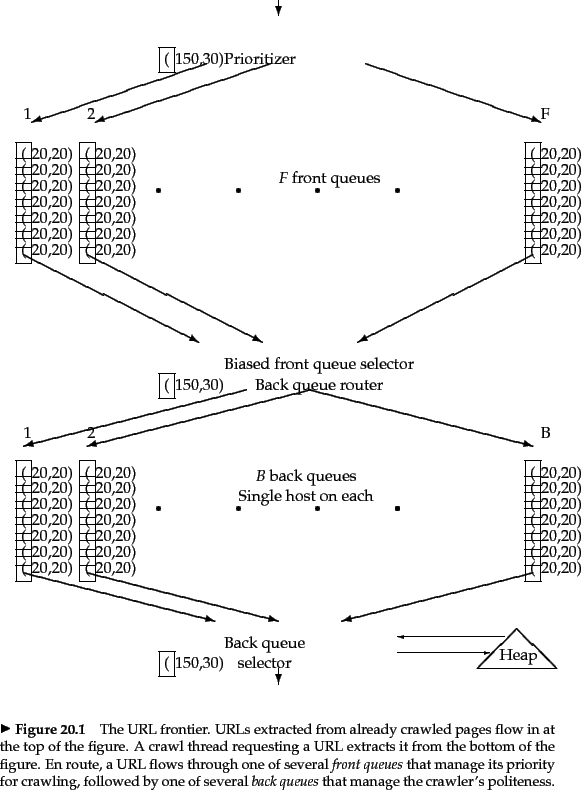 ( 150,30)Prioritizer
1 2 F
( 20,20) ( 20,20) ( 20,20)
( 20,20) ( 20,20) ( 20,20)
( 20,20) ( 20,20) ( 20,20)
( 20,20) ( 20,20) ( 20,20)
( 20,20) ( 20,20) ( 20,20)
( 20,20) ( 20,20) ( 20,20)
( 20,20) ( 20,20) ( 20,20)
F front queues
Biased front queue selector
( 150,30) Back queue router
1 2 B
( 20,20) ( 20,20) ( 20,20)
( 20,20) ( 20,20) ( 20,20)
( 20,20) ( 20,20) ( 20,20)
( 20,20) ( 20,20) ( 20,20)
( 20,20) ( 20,20) ( 20,20)
( 20,20) ( 20,20) ( 20,20)
( 20,20) ( 20,20) ( 20,20)
B back queues
Single host on each
Back queue
( 150,30) selector
Heap
► Figure 20.1 The URL frontier. URLs extracted from already crawled pages flow in at
the top of the figure. A crawl thread requesting a URL extracts it from the bottom of the
figure. En route, a URL flows through one of several front queues that manage its priority
for crawling, followed by one of several back queues that manage the crawler's politeness.